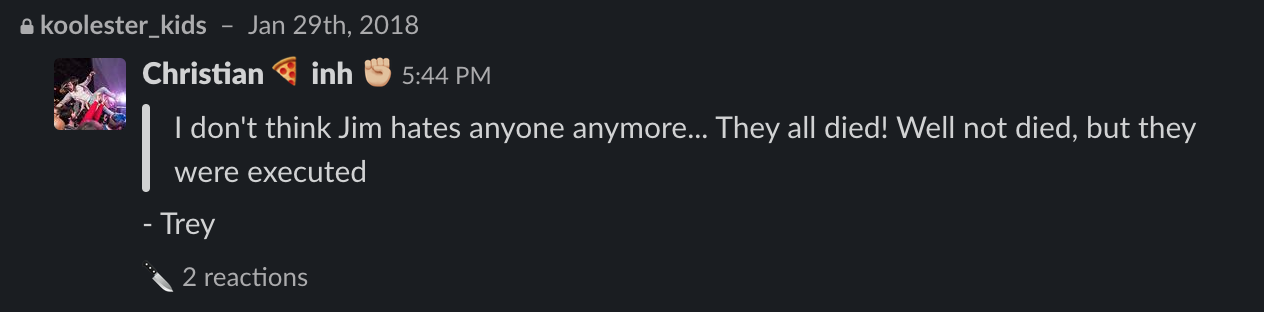 koolester_kids – Jan 29th, 2018
Christian 🍕 inh ✊🏼 5:44 PM
I don't think Jim hates anyone anymore... They all died! Well not died, but they
were executed
- Trey
🔪 2 reactions